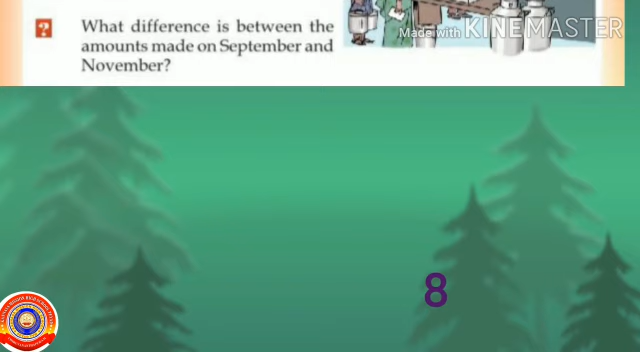 ?
What difference is between the
amounts made on September and
November?
Made with KINEMASTER
8